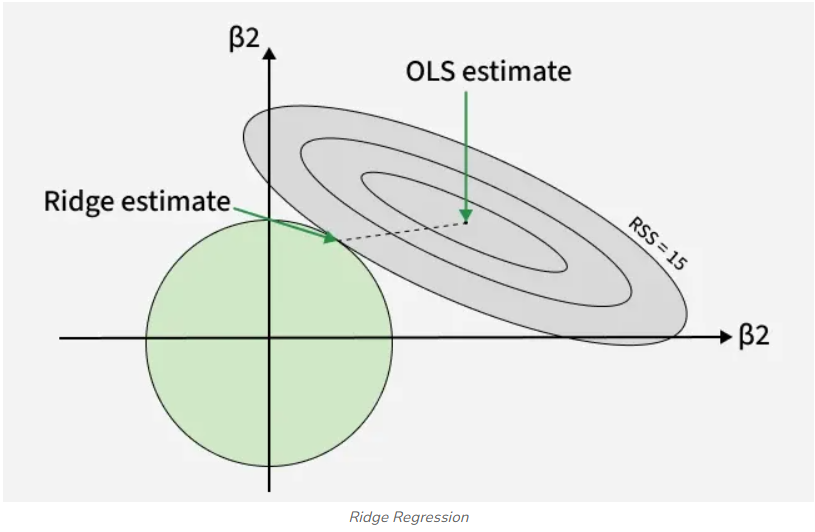 β2
OLS estimate
Ridge estimate
RSS = 15
β2
Ridge Regression